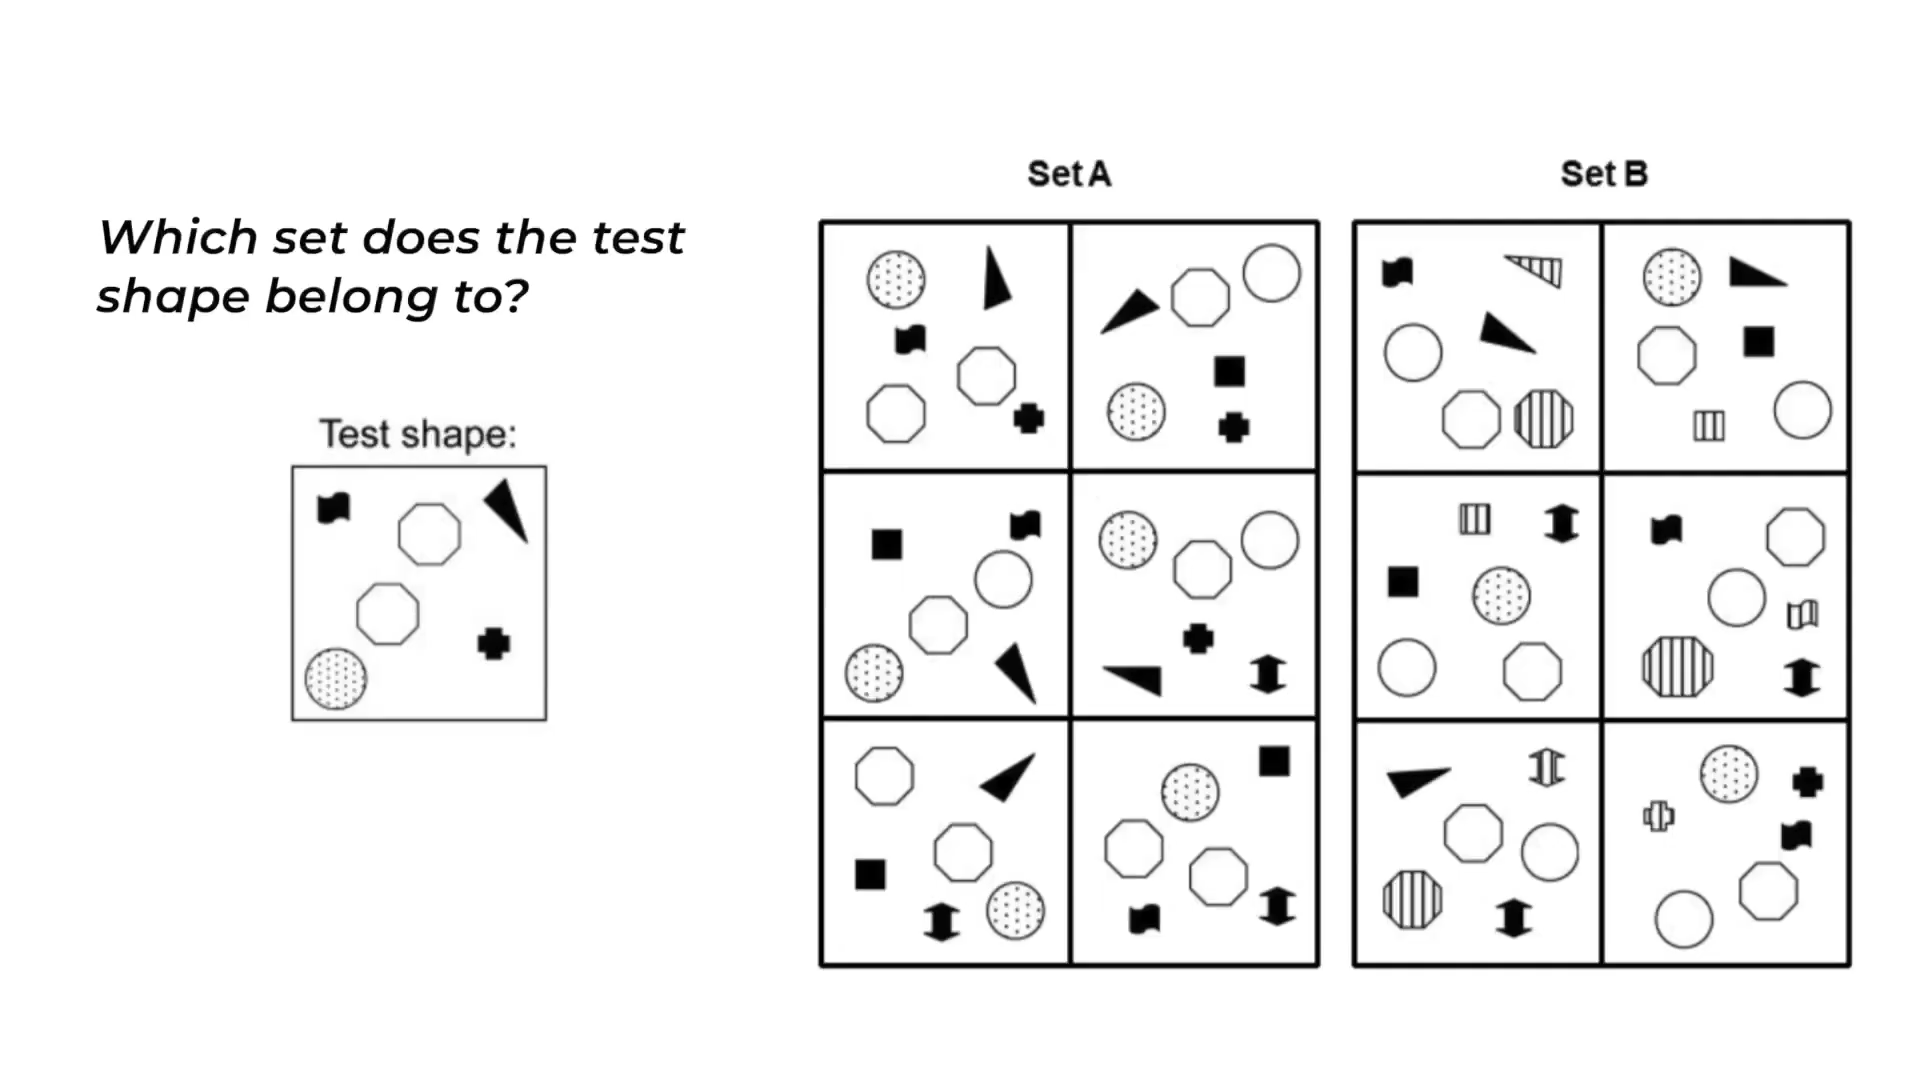 Which set does the test
shape belong to?
Test shape:
Set A
Set B